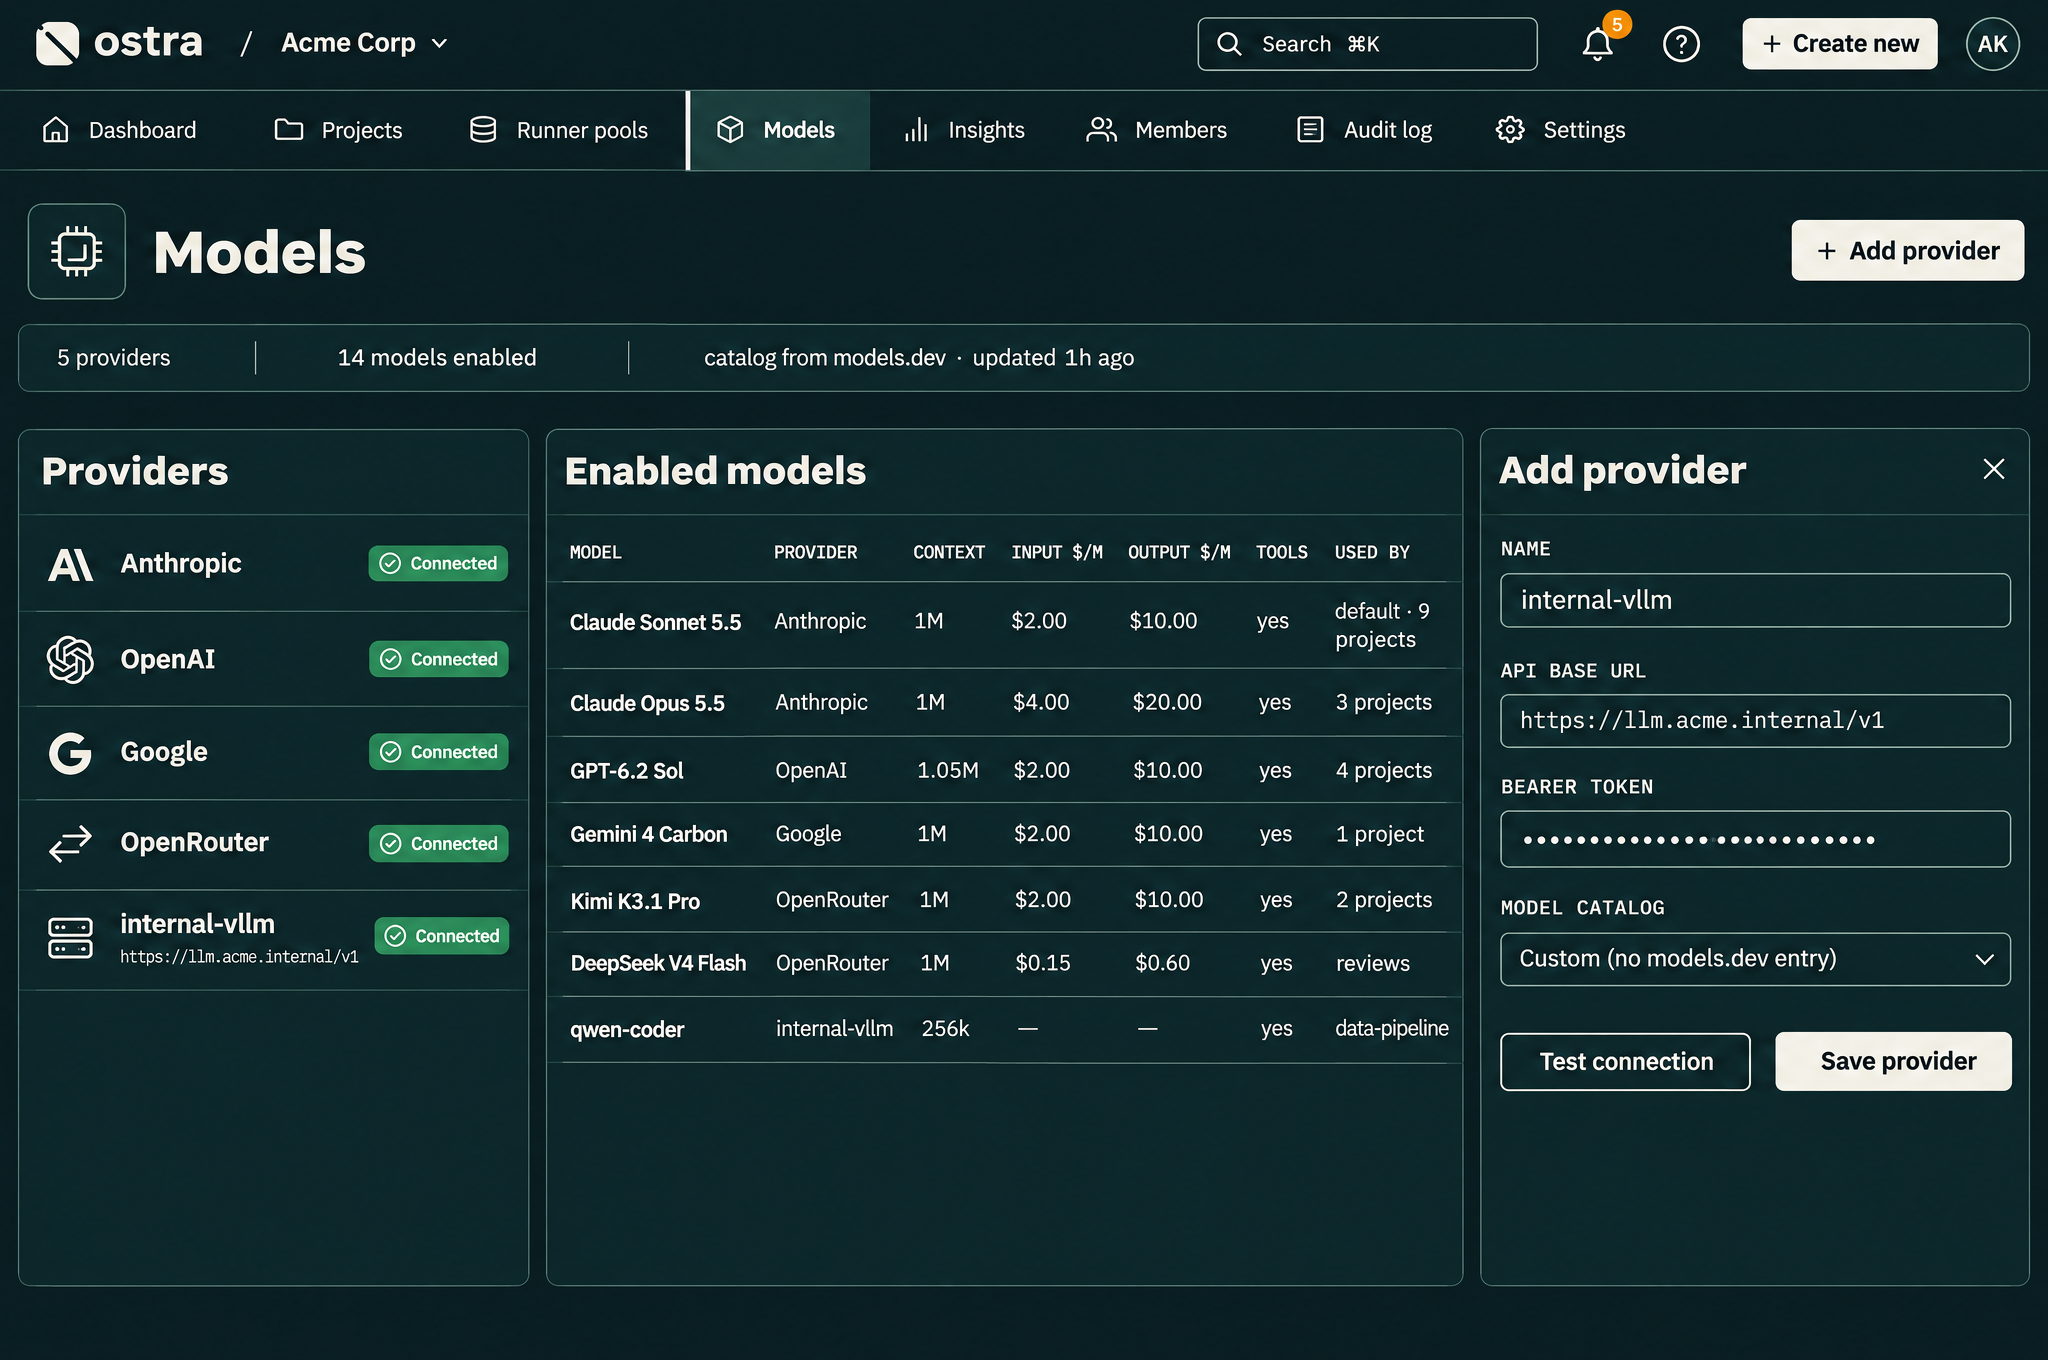 ostra / Acme Corp
Search ⌘K
5
?
+ Create new
AK
Dashboard
Projects
Runner pools
Models
Insights
Members
Audit log
Settings
Models
+ Add provider
5 providers
14 models enabled
catalog from models.dev · updated 1h ago
Providers
Anthropic
Connected
OpenAI
Connected
Google
Connected
OpenRouter
Connected
internal-vllm
https://llm.acme.internal/v1
Connected
Enabled models
MODEL PROVIDER CONTEXT INPUT $/M OUTPUT $/M TOOLS USED BY
Claude Sonnet 5.5 Anthropic 1M $2.00 $10.00 yes default · 9
projects
Claude Opus 5.5 Anthropic 1M $4.00 $20.00 yes 3 projects
GPT-6.2 Sol OpenAI 1.05M $2.00 $10.00 yes 4 projects
Gemini 4 Carbon Google 1M $2.00 $10.00 yes 1 project
Kimi K3.1 Pro OpenRouter 1M $2.00 $10.00 yes 2 projects
DeepSeek V4 Flash OpenRouter 1M $0.15 $0.60 yes reviews
qwen-coder internal-vllm 256k — — yes data-pipeline
Add provider
NAME
internal-vllm
API BASE URL
https://llm.acme.internal/v1
BEARER TOKEN
MODEL CATALOG
Custom (no models.dev entry)
Test connection
Save provider